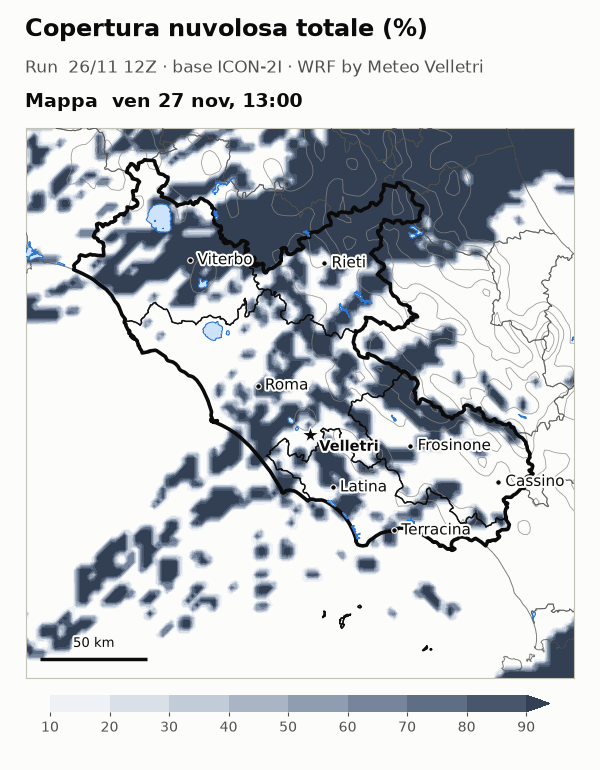 Copertura nuvolosa totale (%)
Run  26/11 12Z · base ICON-2I · WRF by Meteo Velletri
Mappa  ven 27 nov, 13:00
Viterbo
Rieti
Roma
Velletri
Frosinone
Cassino
Latina
Terracina
50 km
10 20 30 40 50 60 70 80 90